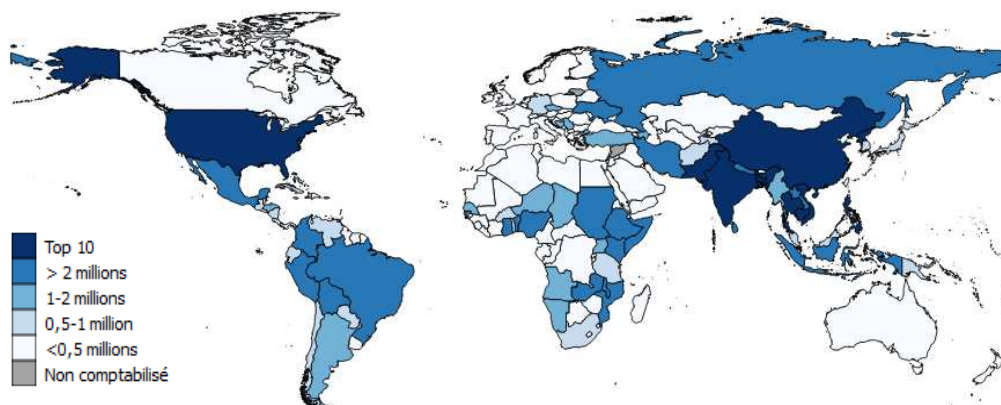 Top 10
> 2 millions
1-2 millions
0,5-1 million
<0,5 millions
Non comptabilisé